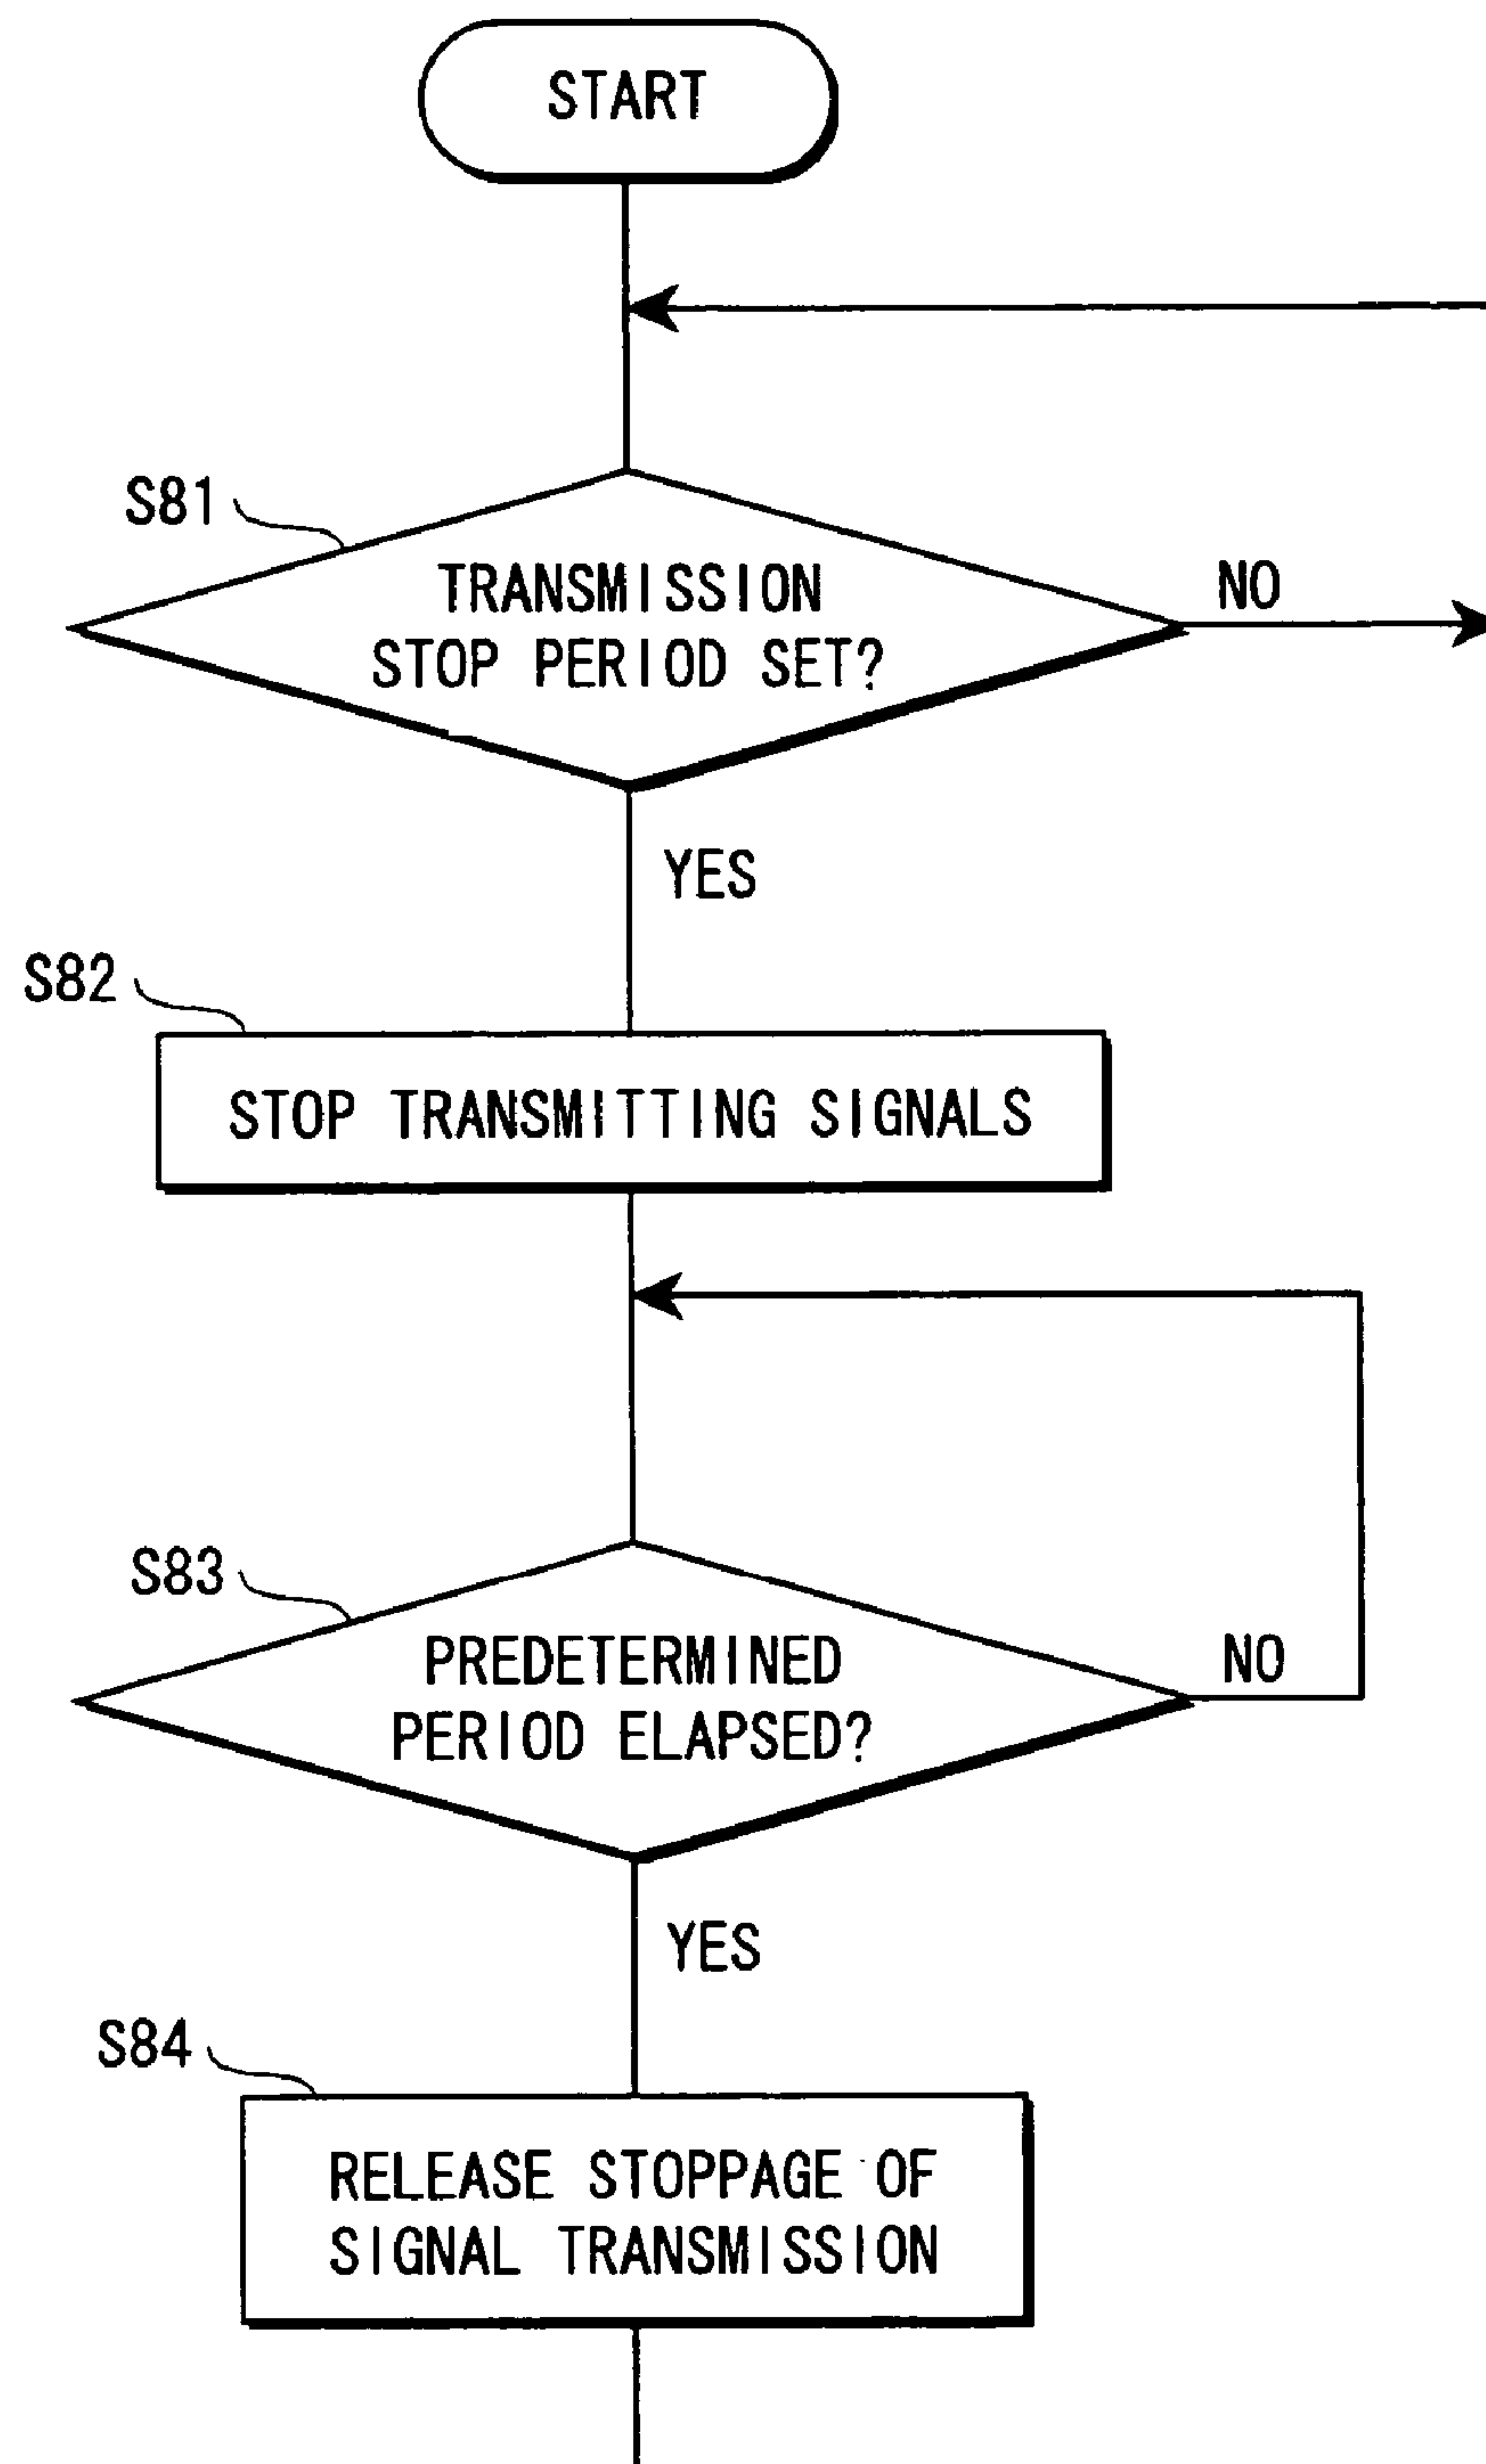 START
S81
TRANSMISSION
STOP PERIOD SET?
NO
YES
S82
STOP TRANSMITTING SIGNALS
S83
PREDETERMINED
PERIOD ELAPSED?
NO
YES
S84
RELEASE STOPPAGE OF
SIGNAL TRANSMISSION